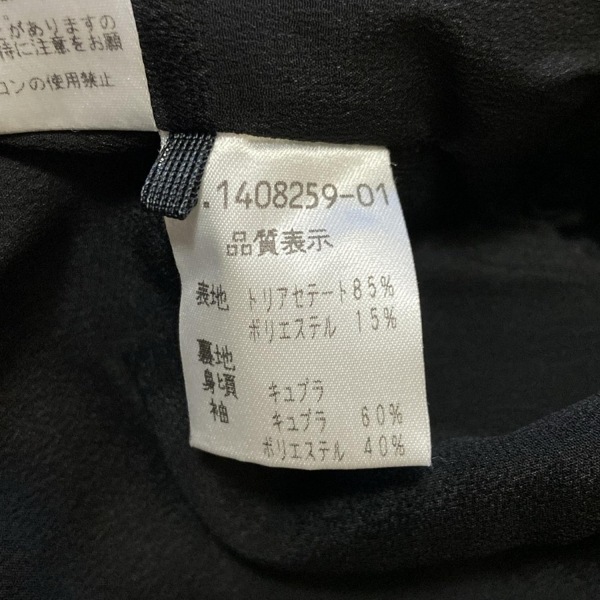 がありますの
特に注意をお願
コンの使用禁止
.1408259-01
品質表示
表地 トリアセテート85%
ポリエステル 15%
裏地
身頃 キュプラ
袖 キュプラ 60%
ポリエステル 40%